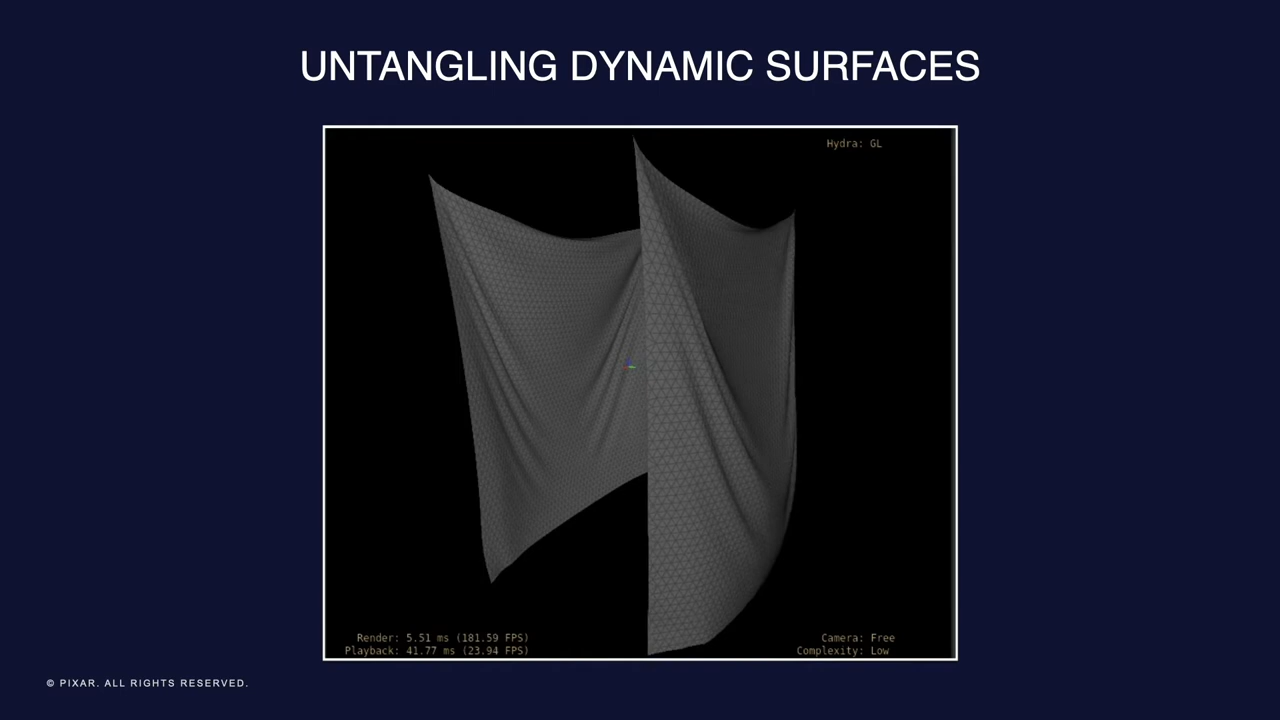 UNTANGLING DYNAMIC SURFACES
Hydra: GL
Render: 5.51 ms (181.59 FPS)
Playback: 41.77 ms (23.94 FPS)
Camera: Free
Complexity: Low
© PIXAR. ALL RIGHTS RESERVED.